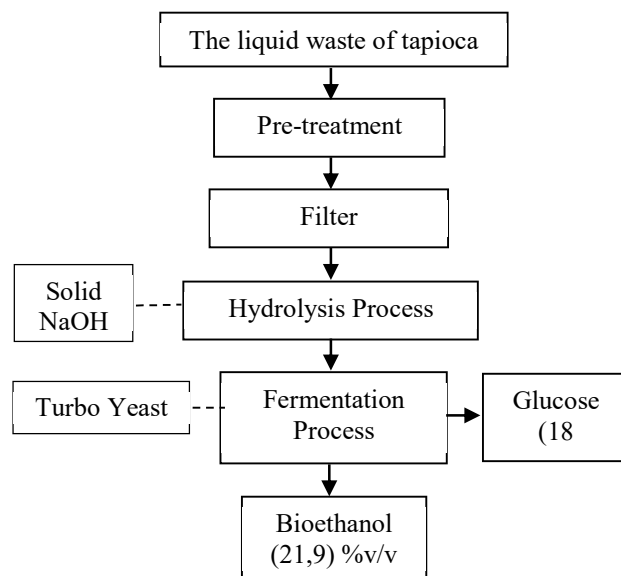 The liquid waste of tapioca
Pre-treatment
Filter
Solid
NaOH
Hydrolysis Process
Turbo Yeast
Fermentation
Process
Glucose
(18
Bioethanol
(21,9) %v/v